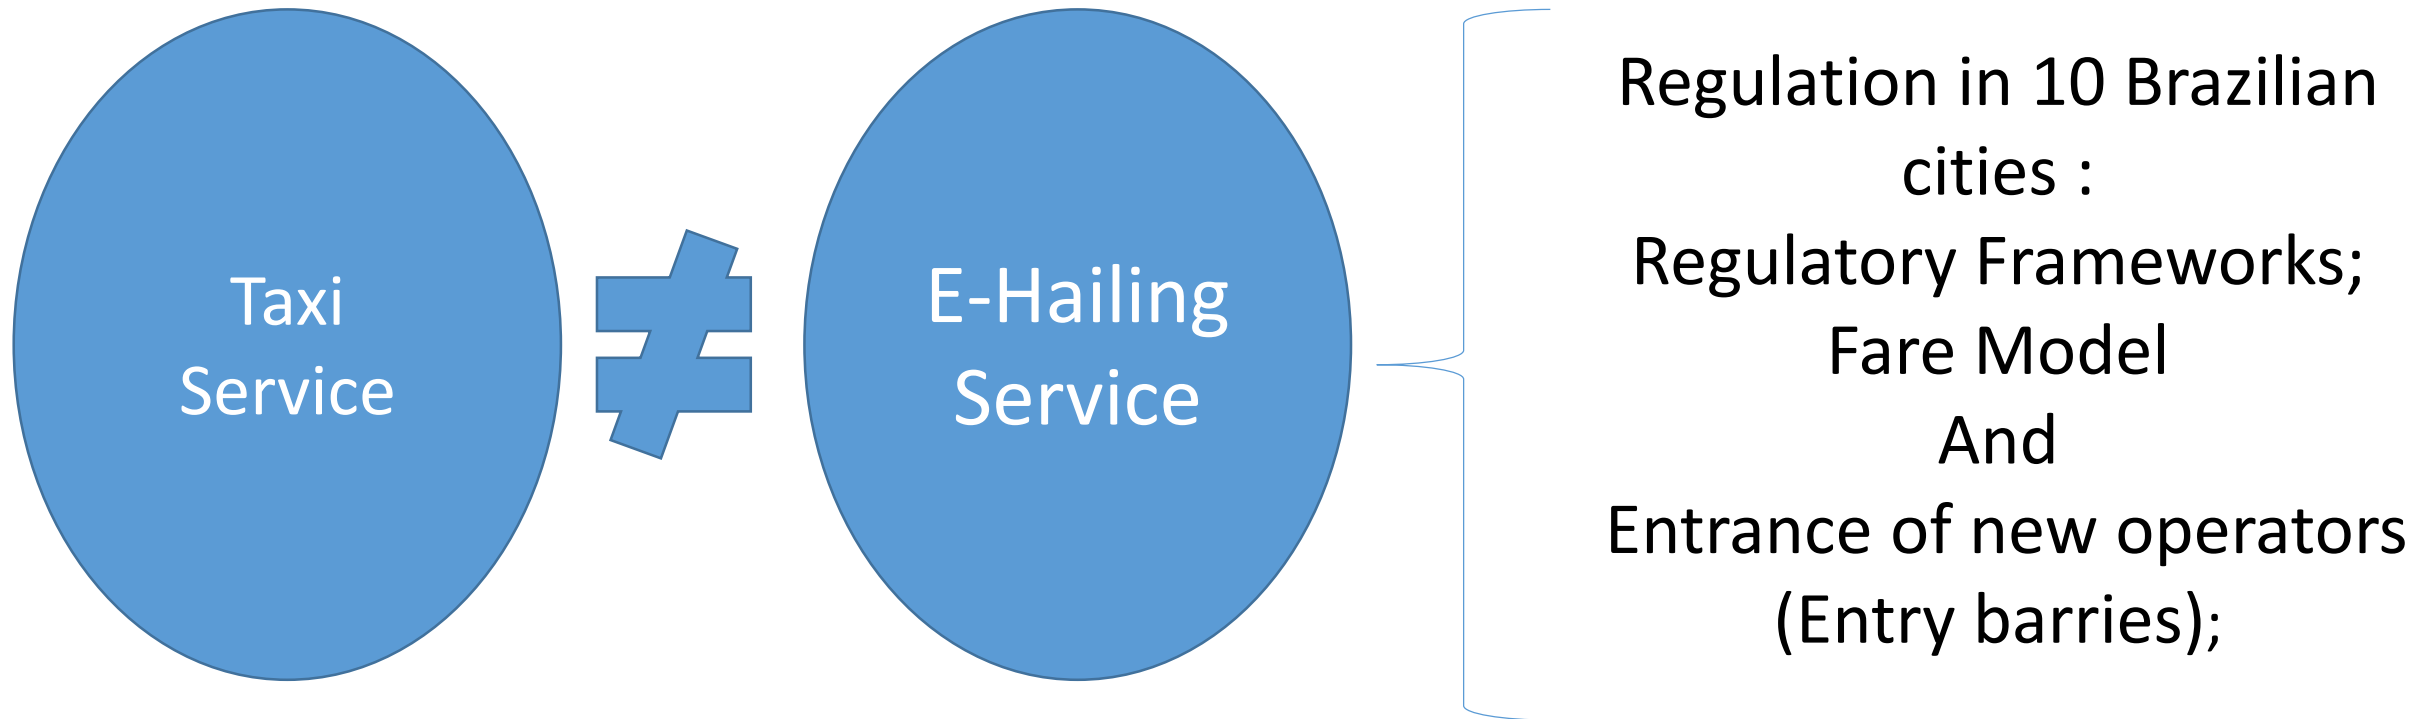 Taxi
Service
E-Hailing
Service
Regulation in 10 Brazilian
cities :
Regulatory Frameworks;
Fare Model
And
Entrance of new operators
(Entry barries);